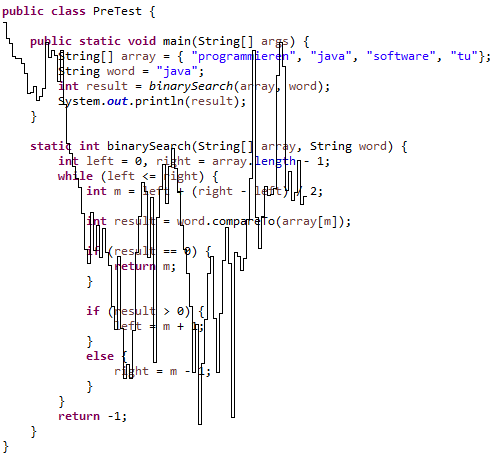 public class PreTest {
public static void main(String[] args) {
String[] array = { "programmieren", "java", "software", "tu"};
String word = "java";
int result = binarySearch(array, word);
System.out.println(result);
}
static int binarySearch(String[] array, String word) {
int left = 0, right = array.length - 1;
while (left <= right) {
int m = left + (right - left) / 2;
int result = word.compareTo(array[m]);
if (result == 0) {
return m;
}
if (result > 0) {
left = m + 1;
}
else {
right = m - 1;
}
}
return -1;
}
}